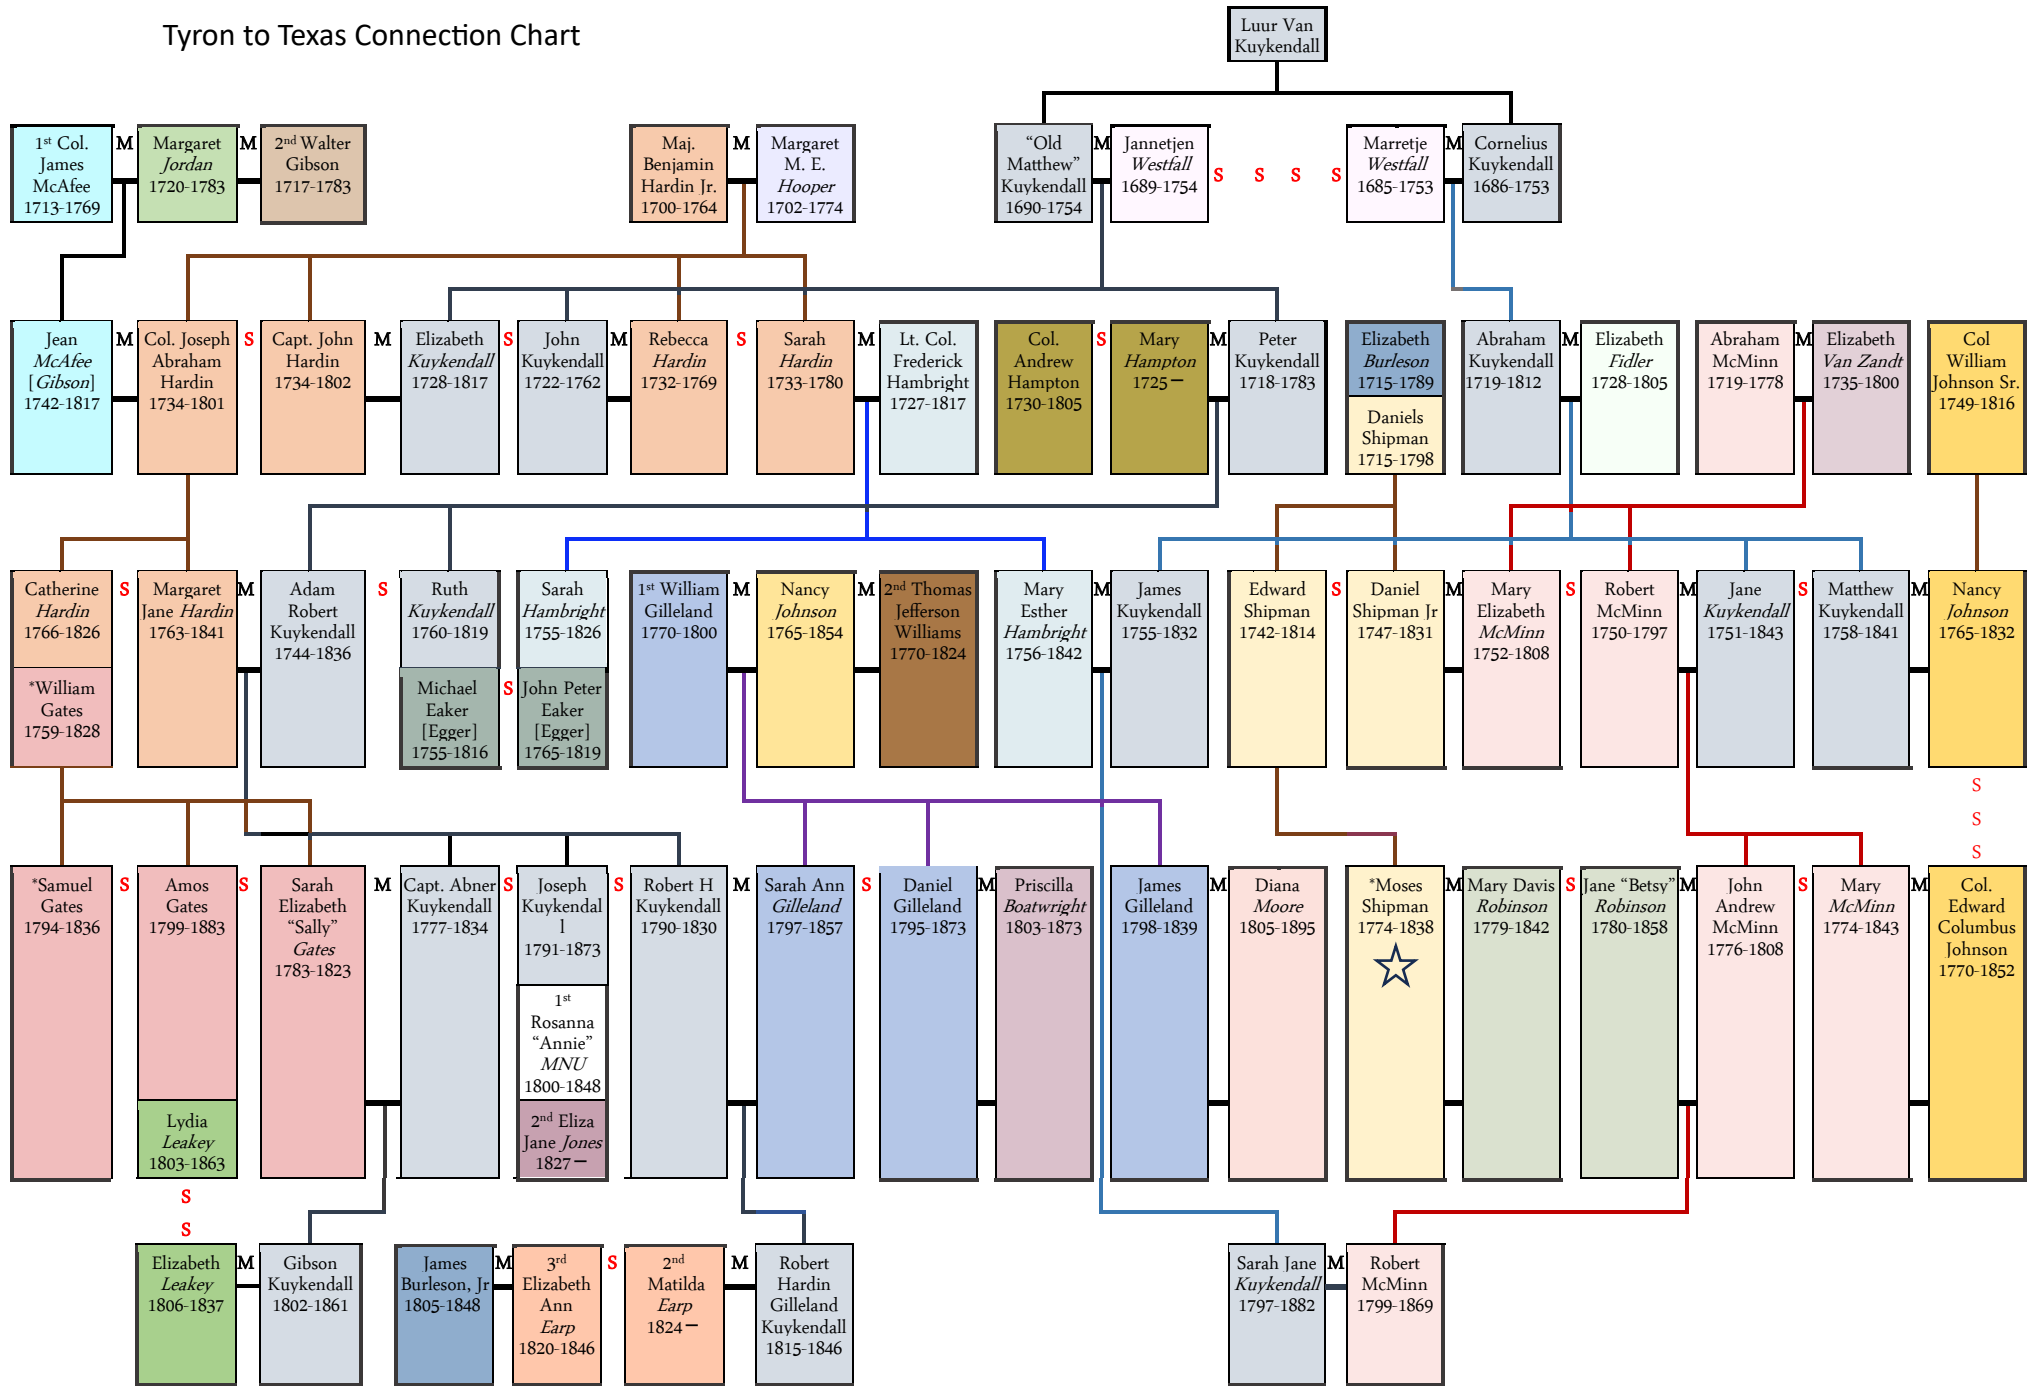 Tyron to Texas Connection Chart
Luur Van
Kuykendall
1st Col.
James
McAfee
1713-1769
M
Margaret
Jordan
1720-1783
M
2nd Walter
Gibson
1717-1783
Maj.
Benjamin
Hardin Jr.
1700-1764
M
Margaret
M. E.
Hooper
1702-1774
“Old
Matthew”
Kuykendall
1690-1754
M
Jannetjen
Westfall
1689-1754
S S S S
Marretje
Westfall
1685-1753
M
Cornelius
Kuykendall
1686-1753
Jean
McAfee
[Gibson]
1742-1817
M
Col. Joseph
Abraham
Hardin
1734-1801
S
Capt. John
Hardin
1734-1802
M
Elizabeth
Kuykendall
1728-1817
S
John
Kuykendall
1722-1762
M
Rebecca
Hardin
1732-1769
S
Sarah
Hardin
1733-1780
M
Lt. Col.
Frederick
Hambright
1727-1817
Col.
Andrew
Hampton
1730-1805
S
Mary
Hampton
1725–
M
Peter
Kuykendall
1718-1783
Elizabeth
Burleson
1715-1789
Daniels
Shipman
1715-1798
Abraham
Kuykendall
1719-1812
M
Elizabeth
Fidler
1728-1805
Abraham
McMinn
1719-1778
M
Elizabeth
Van Zandt
1735-1800
Col
William
Johnson Sr.
1749-1816
Catherine
Hardin
1766-1826
*William
Gates
1759-1828
S
Margaret
Jane Hardin
1763-1841
M
Adam
Robert
Kuykendall
1744-1836
S
Ruth
Kuykendall
1760-1819
Michael
Eaker
[Egger]
1755-1816
S
Sarah
Hambright
1755-1826
John Peter
Eaker
[Egger]
1765-1819
1st William
Gilleland
1770-1800
M
Nancy
Johnson
1765-1854
M
2nd Thomas
Jefferson
Williams
1770-1824
Mary
Esther
Hambright
1756-1842
M
James
Kuykendall
1755-1832
Edward
Shipman
1742-1814
S
Daniel
Shipman Jr
1747-1831
M
Mary
Elizabeth
McMinn
1752-1808
S
Robert
McMinn
1750-1797
M
Jane
Kuykendall
1751-1843
S
Matthew
Kuykendall
1758-1841
M
Nancy
Johnson
1765-1832
S
S
S
*Samuel
Gates
1794-1836
S
Amos
Gates
1799-1883
Lydia
Leakey
1803-1863
S
Sarah
Elizabeth
“Sally”
Gates
1783-1823
M
Capt. Abner
Kuykendall
1777-1834
S
Joseph
Kuykendal
l
1791-1873
1st
Rosanna
“Annie”
MNU
1800-1848
2nd Eliza
Jane Jones
1827–
S
Robert H
Kuykendall
1790-1830
M
Sarah Ann
Gilleland
1797-1857
S
Daniel
Gilleland
1795-1873
M
Priscilla
Boatwright
1803-1873
James
Gilleland
1798-1839
Diana
Moore
1805-1895
*Moses
Shipman
1774-1838
M
Mary Davis
Robinson
1779-1842
S
Jane “Betsy”
Robinson
1780-1858
M
John
Andrew
McMinn
1776-1808
S
Mary
McMinn
1774-1843
M
Col.
Edward
Columbus
Johnson
1770-1852
S
S
Elizabeth
Leakey
1806-1837
M
Gibson
Kuykendall
1802-1861
James
Burleson, Jr
1805-1848
M
3rd
Elizabeth
Ann
Earp
1820-1846
S
2nd
Matilda
Earp
1824–
M
Robert
Hardin
Gilleland
Kuykendall
1815-1846
Sarah Jane
Kuykendall
1797-1882
M
Robert
McMinn
1799-1869